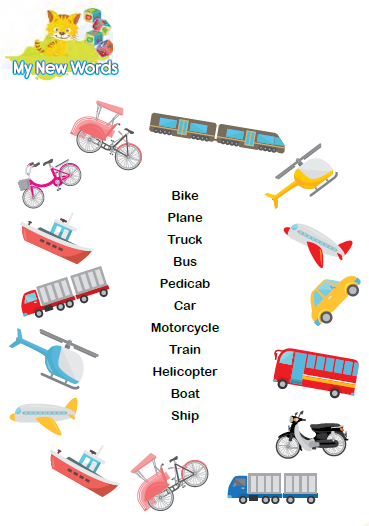 My New Words
Bike
Plane
Truck
Bus
Pedicab
Car
Motorcycle
Train
Helicopter
Boat
Ship